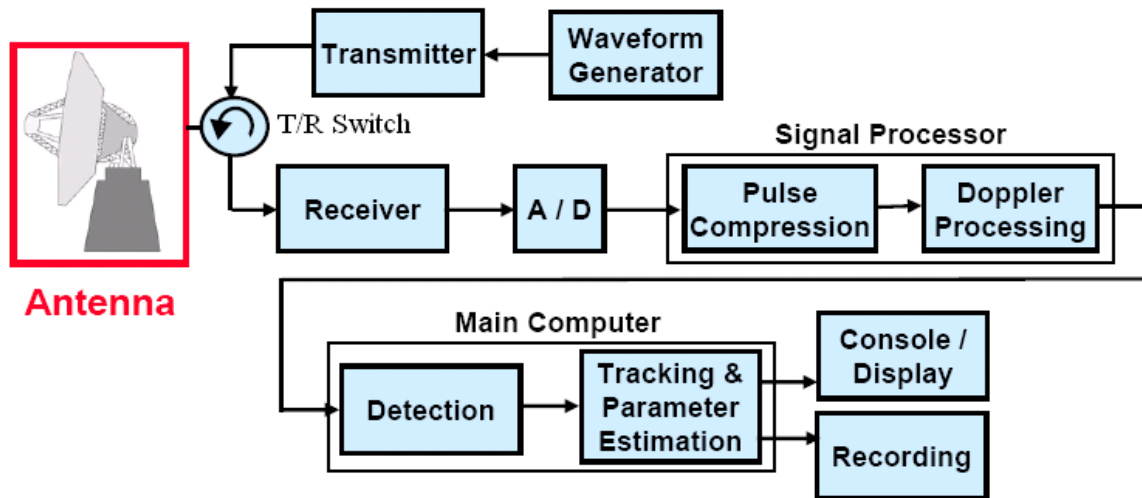 Transmitter
Waveform
Generator
T/R Switch
Antenna
Signal Processor
Receiver
A / D
Pulse
Compression
Doppler
Processing
Main Computer
Detection
Tracking &
Parameter
Estimation
Console /
Display
Recording